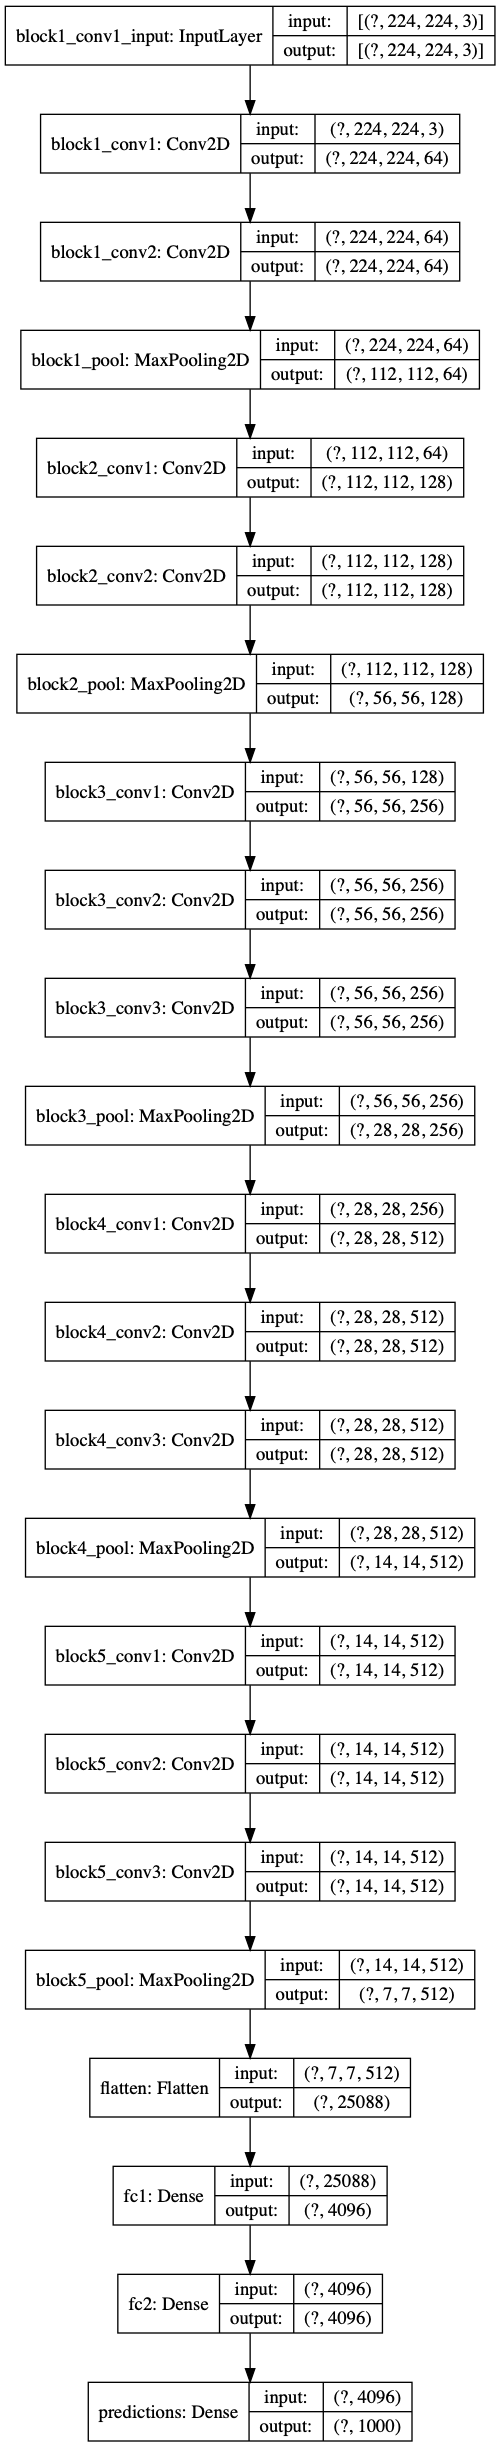 block1_conv1_input: InputLayer
input: [(?, 224, 224, 3)]
output: [(?, 224, 224, 3)]
block1_conv1: Conv2D
input: (?, 224, 224, 3)
output: (?, 224, 224, 64)
block1_conv2: Conv2D
input: (?, 224, 224, 64)
output: (?, 224, 224, 64)
block1_pool: MaxPooling2D
input: (?, 224, 224, 64)
output: (?, 112, 112, 64)
block2_conv1: Conv2D
input: (?, 112, 112, 64)
output: (?, 112, 112, 128)
block2_conv2: Conv2D
input: (?, 112, 112, 128)
output: (?, 112, 112, 128)
block2_pool: MaxPooling2D
input: (?, 112, 112, 128)
output: (?, 56, 56, 128)
block3_conv1: Conv2D
input: (?, 56, 56, 128)
output: (?, 56, 56, 256)
block3_conv2: Conv2D
input: (?, 56, 56, 256)
output: (?, 56, 56, 256)
block3_conv3: Conv2D
input: (?, 56, 56, 256)
output: (?, 56, 56, 256)
block3_pool: MaxPooling2D
input: (?, 56, 56, 256)
output: (?, 28, 28, 256)
block4_conv1: Conv2D
input: (?, 28, 28, 256)
output: (?, 28, 28, 512)
block4_conv2: Conv2D
input: (?, 28, 28, 512)
output: (?, 28, 28, 512)
block4_conv3: Conv2D
input: (?, 28, 28, 512)
output: (?, 28, 28, 512)
block4_pool: MaxPooling2D
input: (?, 28, 28, 512)
output: (?, 14, 14, 512)
block5_conv1: Conv2D
input: (?, 14, 14, 512)
output: (?, 14, 14, 512)
block5_conv2: Conv2D
input: (?, 14, 14, 512)
output: (?, 14, 14, 512)
block5_conv3: Conv2D
input: (?, 14, 14, 512)
output: (?, 14, 14, 512)
block5_pool: MaxPooling2D
input: (?, 14, 14, 512)
output: (?, 7, 7, 512)
flatten: Flatten
input: (?, 7, 7, 512)
output: (?, 25088)
fc1: Dense
input: (?, 25088)
output: (?, 4096)
fc2: Dense
input: (?, 4096)
output: (?, 4096)
predictions: Dense
input: (?, 4096)
output: (?, 1000)